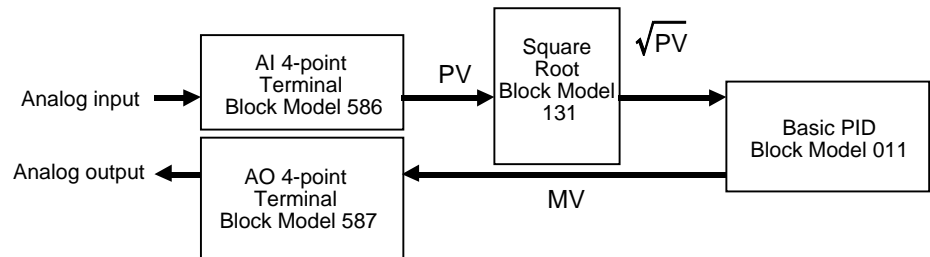 Analog input
AI 4-point
Terminal
Block Model 586
PV
Square
Root
Block Model
131
√PV
Basic PID
Block Model 011
MV
AO 4-point
Terminal
Block Model 587
Analog output